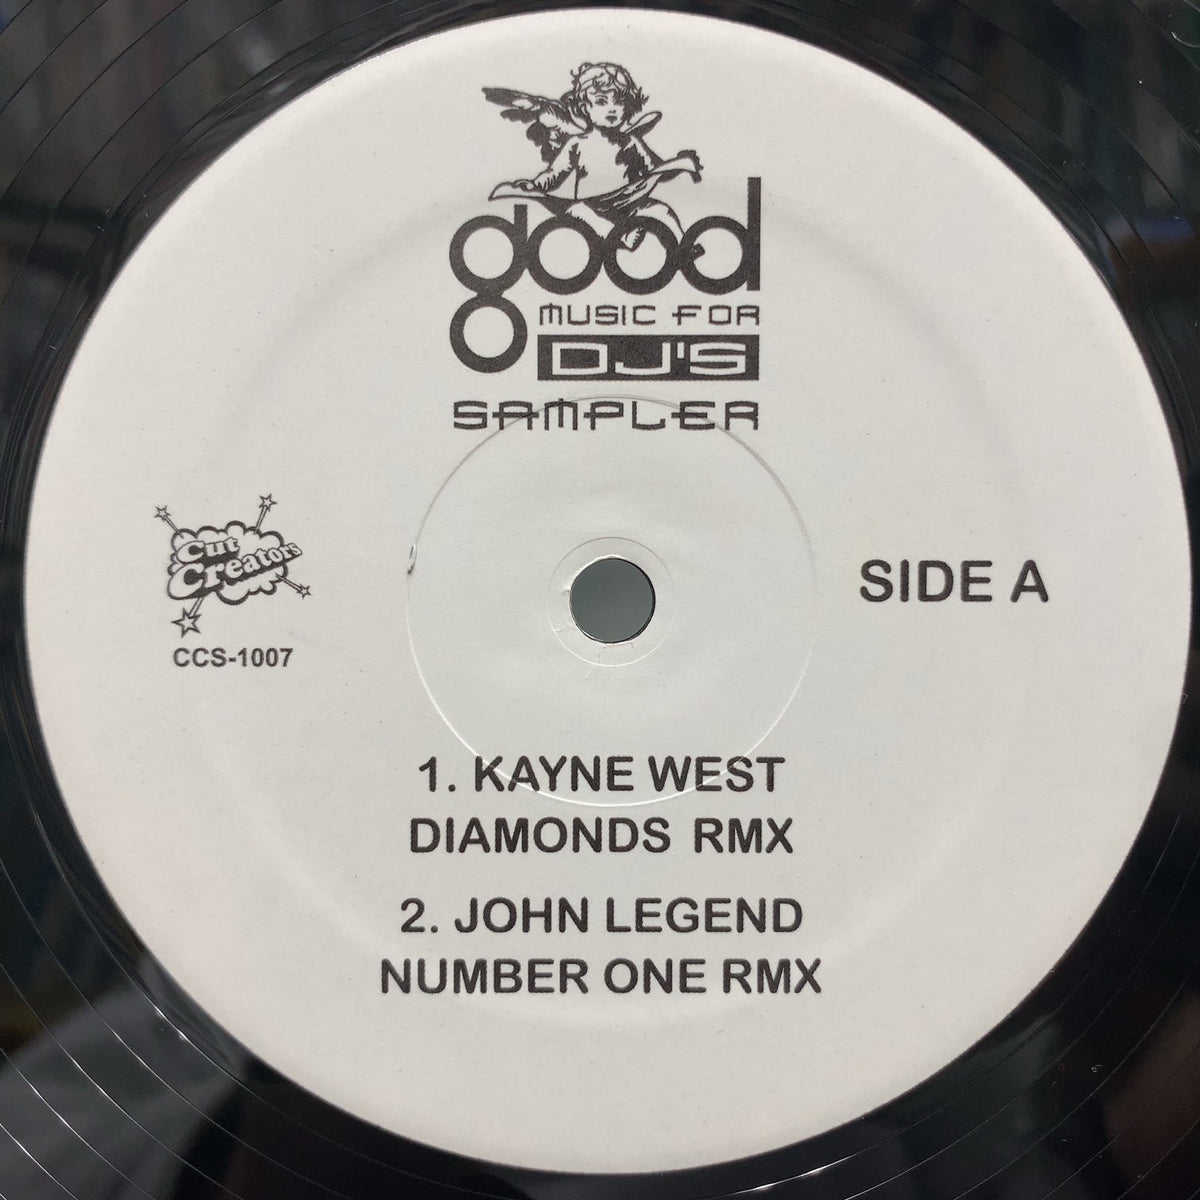 good
MUSIC FOR
DJ'S
SAMPLER
Cut
Creators
CCS-1007
SIDE A
1. KAYNE WEST
DIAMONDS RMX
2. JOHN LEGEND
NUMBER ONE RMX